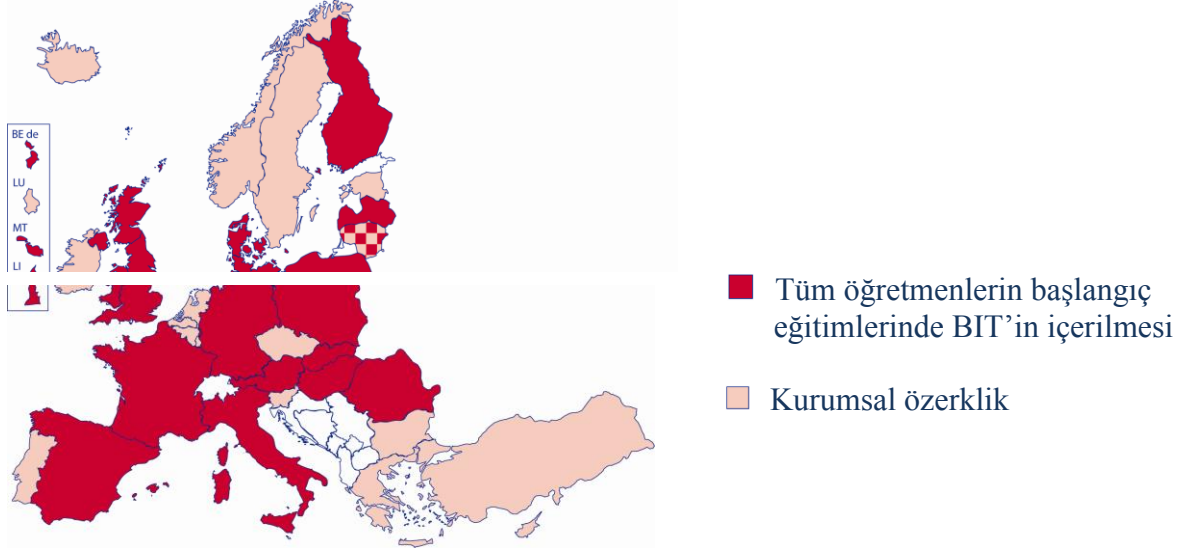 BE de
LU
MT
LI
Tüm öğretmenlerin başlangıç
eğitimlerinde BIT’in içerilmesi
Kurumsal özerklik